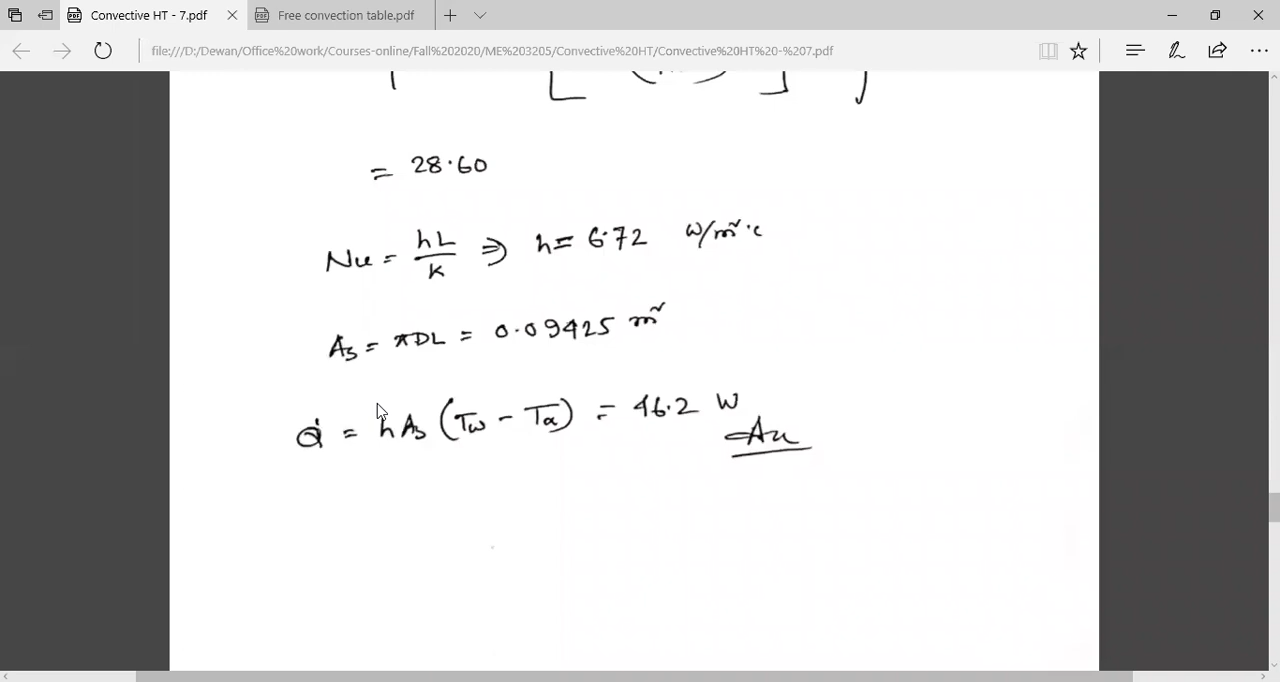 Convective HT - 7.pdf
Free convection table.pdf
file:///D:/Dewan/Office%20work/Courses-online/Fall%202020/ME%203205/Convective%20HT/Convective%20HT%20-%207.pdf
= 28.60
Nu = hL/K ⇒ h = 6.72 W/m².c
As = πDL = 0.09425 m²
Q̇ = hAs (Tw - Tα) = 46.2 W